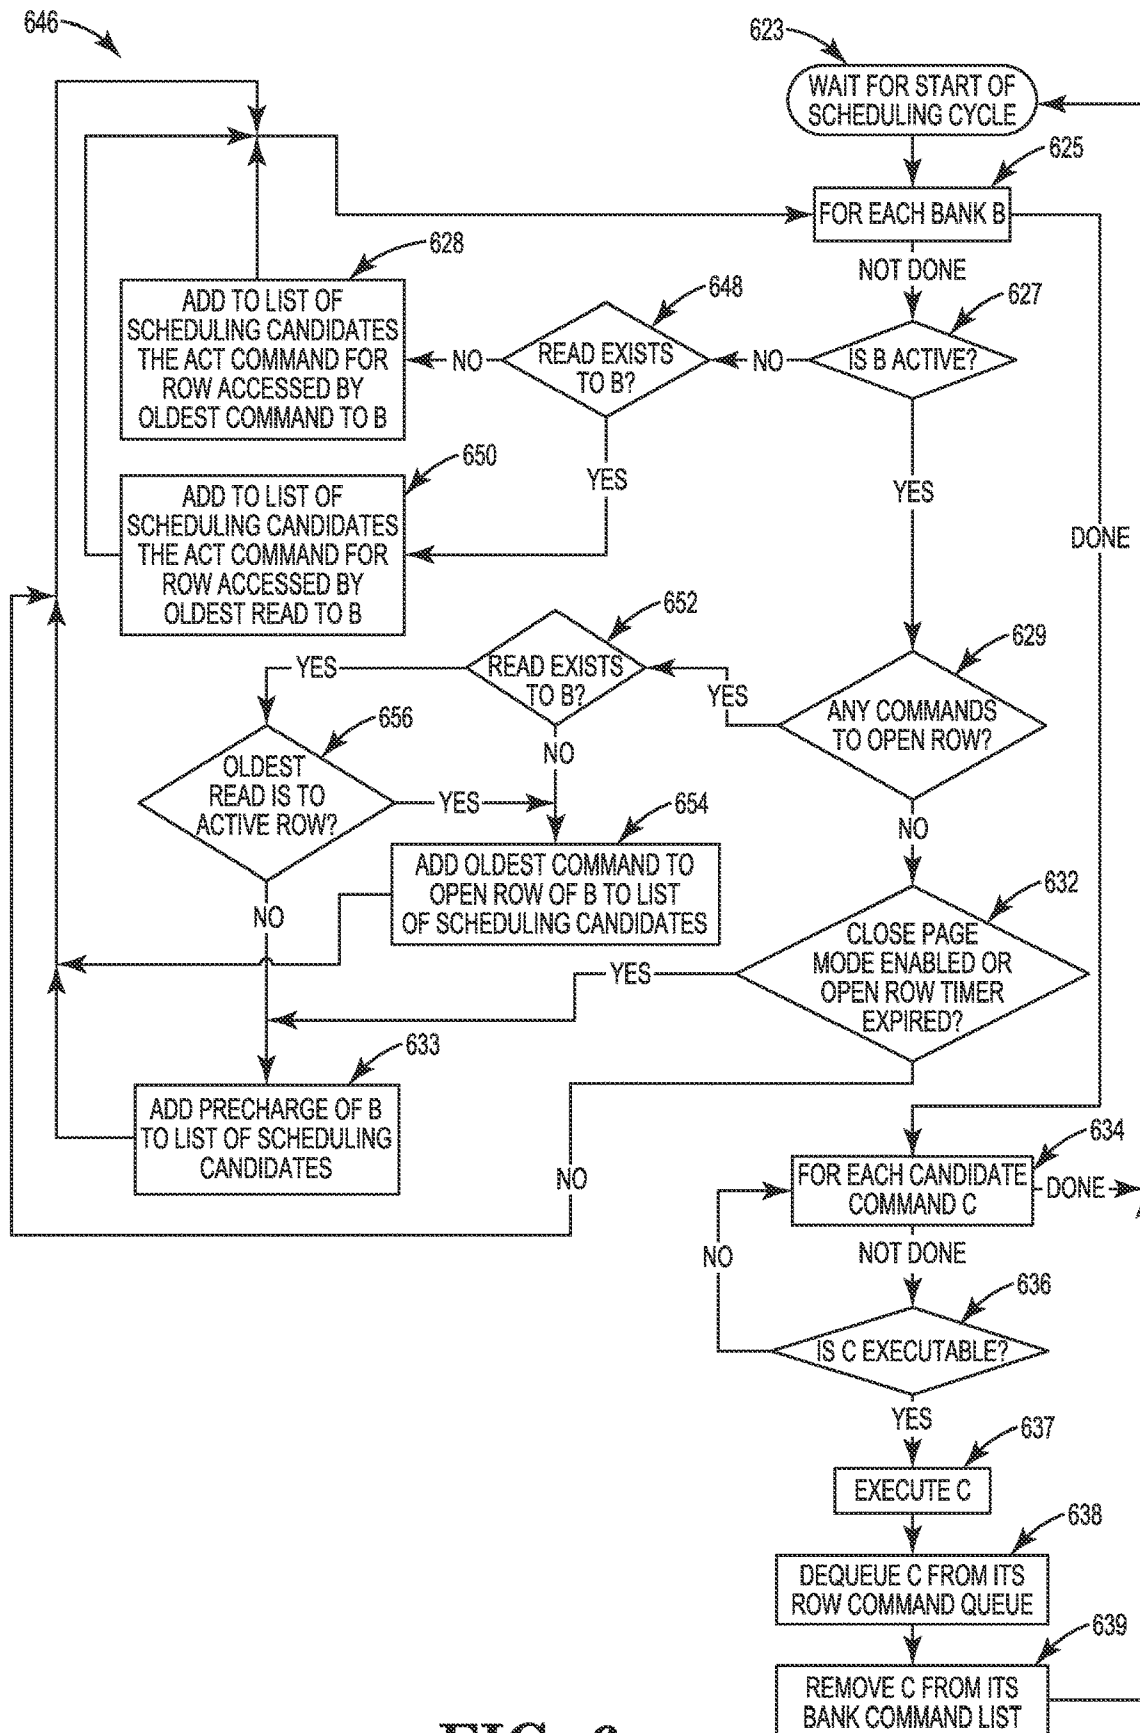 646
623
WAIT FOR START OF
SCHEDULING CYCLE
625
FOR EACH BANK B
628
NOT DONE
648
627
ADD TO LIST OF
SCHEDULING CANDIDATES
THE ACT COMMAND FOR
ROW ACCESSED BY
OLDEST COMMAND TO B
NO
READ EXISTS
TO B?
NO
IS B ACTIVE?
650
YES
YES
ADD TO LIST OF
SCHEDULING CANDIDATES
THE ACT COMMAND FOR
ROW ACCESSED BY
OLDEST READ TO B
DONE
652
629
YES
READ EXISTS
TO B?
YES
ANY COMMANDS
TO OPEN ROW?
656
NO
OLDEST
READ IS TO
ACTIVE ROW?
YES
654
NO
ADD OLDEST COMMAND TO
OPEN ROW OF B TO LIST
OF SCHEDULING CANDIDATES
632
NO
CLOSE PAGE
MODE ENABLED OR
OPEN ROW TIMER
EXPIRED?
YES
633
ADD PRECHARGE OF B
TO LIST OF SCHEDULING
CANDIDATES
634
NO
FOR EACH CANDIDATE
COMMAND C
DONE
NO
NOT DONE
636
IS C EXECUTABLE?
YES
637
EXECUTE C
638
DEQUEUE C FROM ITS
ROW COMMAND QUEUE
639
REMOVE C FROM ITS
BANK COMMAND LIST